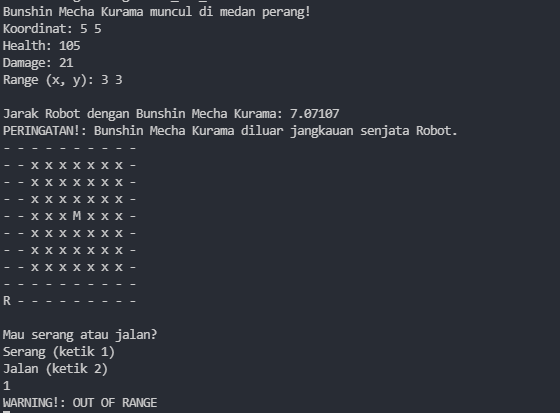 Bunshin Mecha Kurama muncul di medan perang!
Koordinat: 5 5
Health: 105
Damage: 21
Range (x, y): 3 3
Jarak Robot dengan Bunshin Mecha Kurama: 7.07107
PERINGATAN!: Bunshin Mecha Kurama diluar jangkauan senjata Robot.
- - - - - - - - - -
- - x x x x x x x -
- - x x x x x x x -
- - x x x x x x x -
- - x x x M x x x -
- - x x x x x x x -
- - x x x x x x x -
- - x x x x x x x -
- - - - - - - - - -
R - - - - - - - - -
Mau serang atau jalan?
Serang (ketik 1)
Jalan (ketik 2)
1
WARNING!: OUT OF RANGE